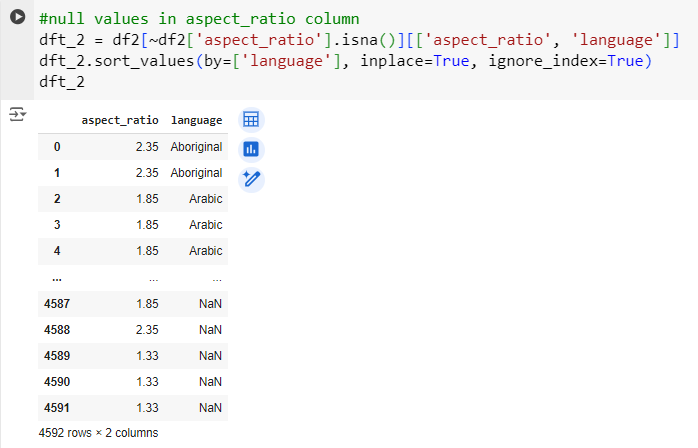 #null values in aspect_ratio column
dft_2 = df2[~df2['aspect_ratio'].isna()][['aspect_ratio', 'language']]
dft_2.sort_values(by=['language'], inplace=True, ignore_index=True)
dft_2
aspect_ratio language
0 2.35 Aboriginal
1 2.35 Aboriginal
2 1.85 Arabic
3 1.85 Arabic
4 1.85 Arabic
... ... ...
4587 1.85 NaN
4588 2.35 NaN
4589 1.33 NaN
4590 1.33 NaN
4591 1.33 NaN
4592 rows × 2 columns